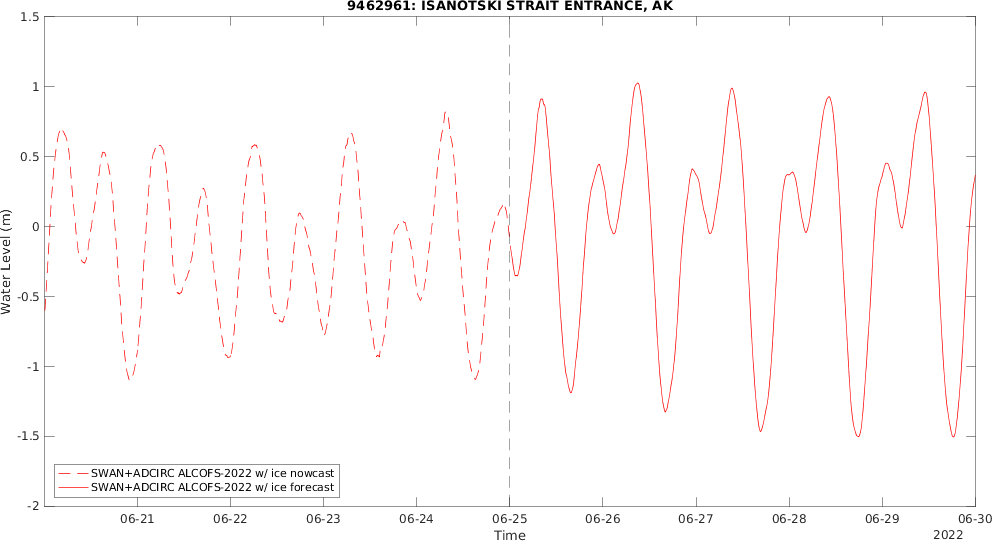 9462961: ISANOTSKI STRAIT ENTRANCE, AK
1.5
1
0.5
0
-0.5
-1
-1.5
-2
Water Level (m)
SWAN+ADCIRC ALCOFS-2022 w/ ice nowcast
SWAN+ADCIRC ALCOFS-2022 w/ ice forecast
06-21 06-22 06-23 06-24 06-25 06-26 06-27 06-28 06-29 06-30
Time
2022